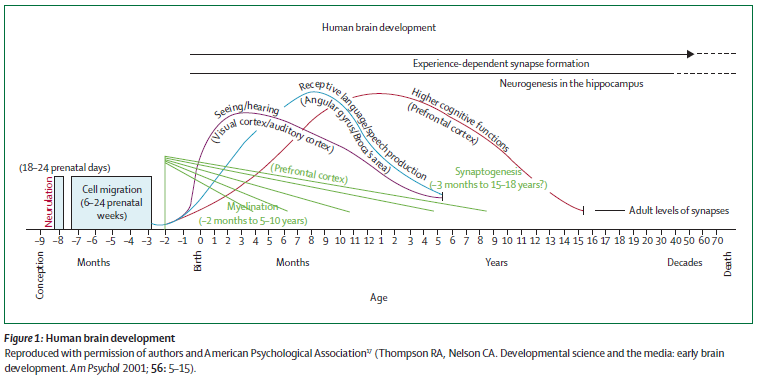 Human brain development
Experience-dependent synapse formation
Neurogenesis in the hippocampus
Seeing/hearing
(Visual cortex/auditory cortex)
Receptive language/speech production
(Angular gyrus/Broca's area)
Higher cognitive functions
(Prefrontal cortex)
(18–24 prenatal days)
Neurulation
Cell migration
(6–24 prenatal
weeks)
(Prefrontal cortex)
Myelination
(–2 months to 5–10 years)
Synaptogenesis
(–3 months to 15–18 years?)
Adult levels of synapses
–9 –8 –7 –6 –5 –4 –3 –2 –1 0 1 2 3 4 5 6 7 8 9 10 11 12 1 2 3 4 5 6 7 8 9 10 11 12 13 14 15 16 17 18 19 20 30 40 50 60 70
Conception
Months
Birth
Months
Years
Decades
Death
Age
Figure 1: Human brain development
Reproduced with permission of authors and American Psychological Association³⁷ (Thompson RA, Nelson CA. Developmental science and the media: early brain
development. Am Psychol 2001; 56: 5–15).